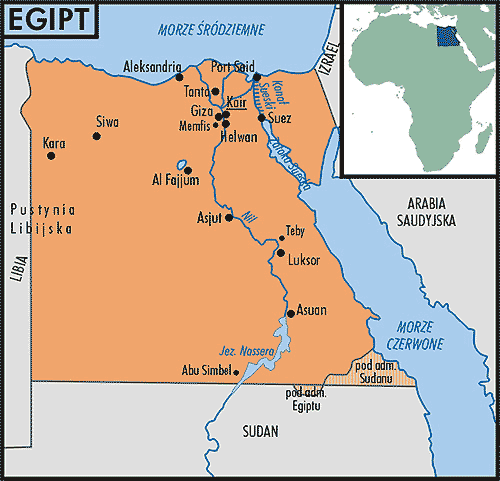 EGIPT
MORZE ŚRÓDZIEMNE
IZRAEL
Aleksandria
Port Said
Tanta
Kanał
Sueski
Kair
Giza
Suez
Memfis
Helwan
Siwa
Kara
Zatoka Sueska
Al Fajjum
ARABIA
SAUDYJSKA
Pustynia
Libijska
Asjut
Nil
Teby
Luksor
LIBIA
Asuan
MORZE
CZERWONE
Jez. Nassera
Abu Simbel
pod adm.
Sudanu
pod adm.
Egiptu
SUDAN